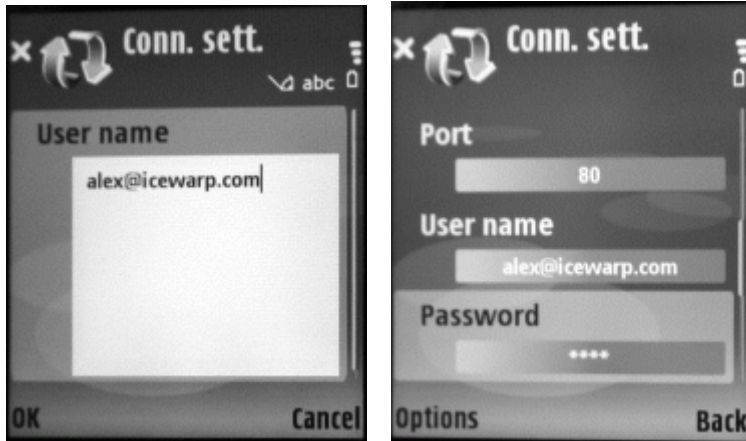 Conn. sett.
abc
User name
alex@icewarp.com
OK Cancel
Conn. sett.
Port
80
User name
alex@icewarp.com
Password
****
Options Back